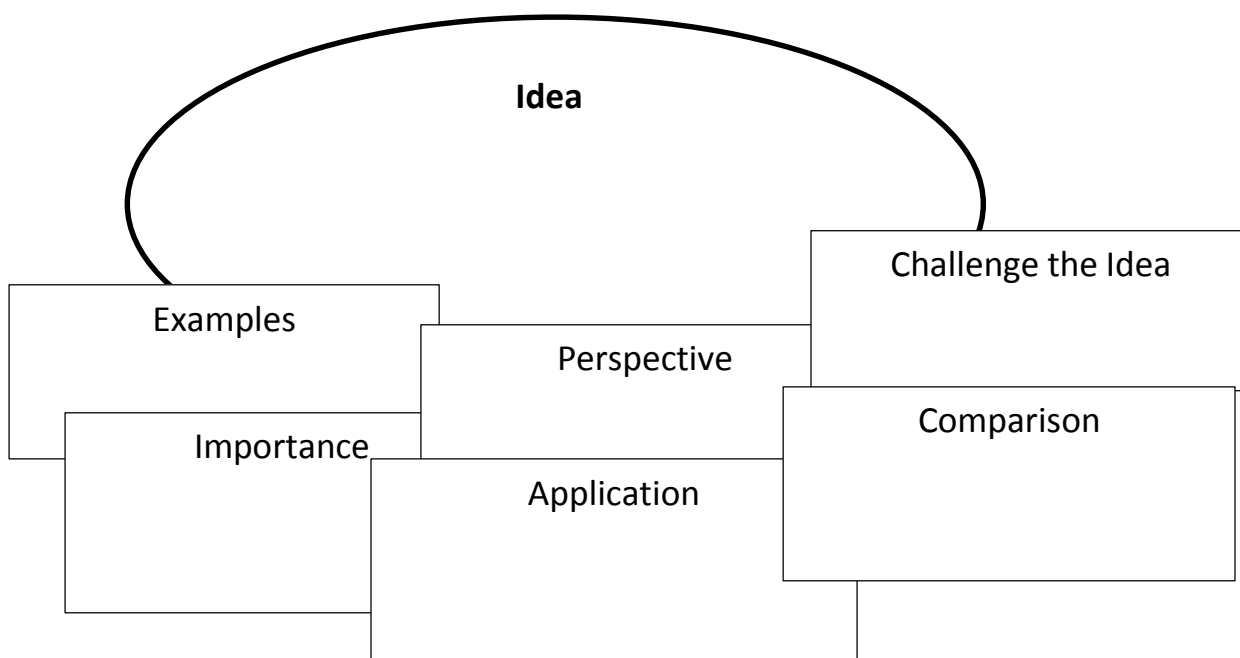 Idea
Challenge the Idea
Examples
Perspective
Comparison
Importance
Application